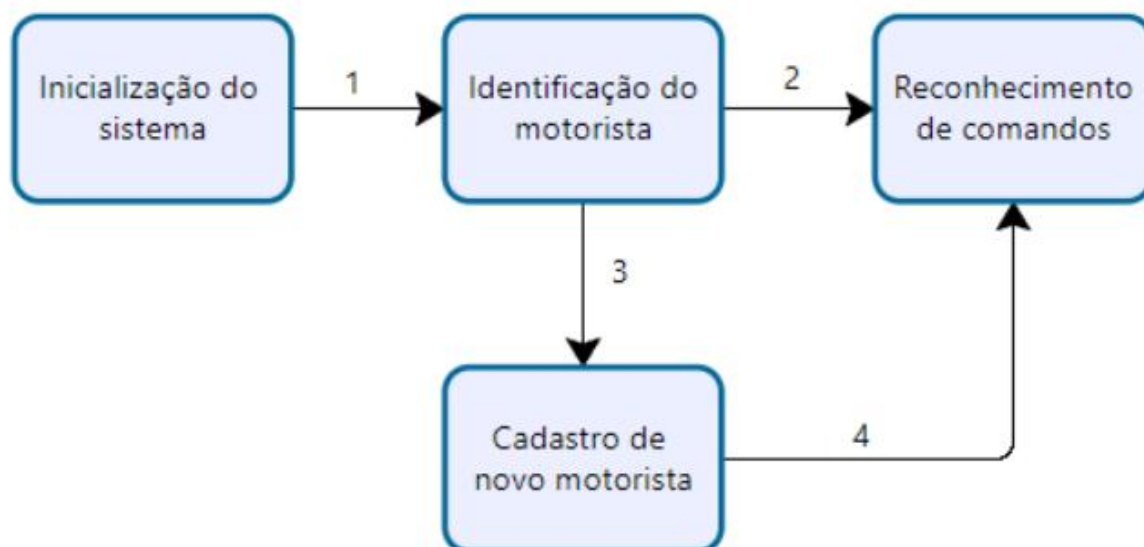 Inicialização do
sistema
1
Identificação do
motorista
2
Reconhecimento
de comandos
3
Cadastro de
novo motorista
4